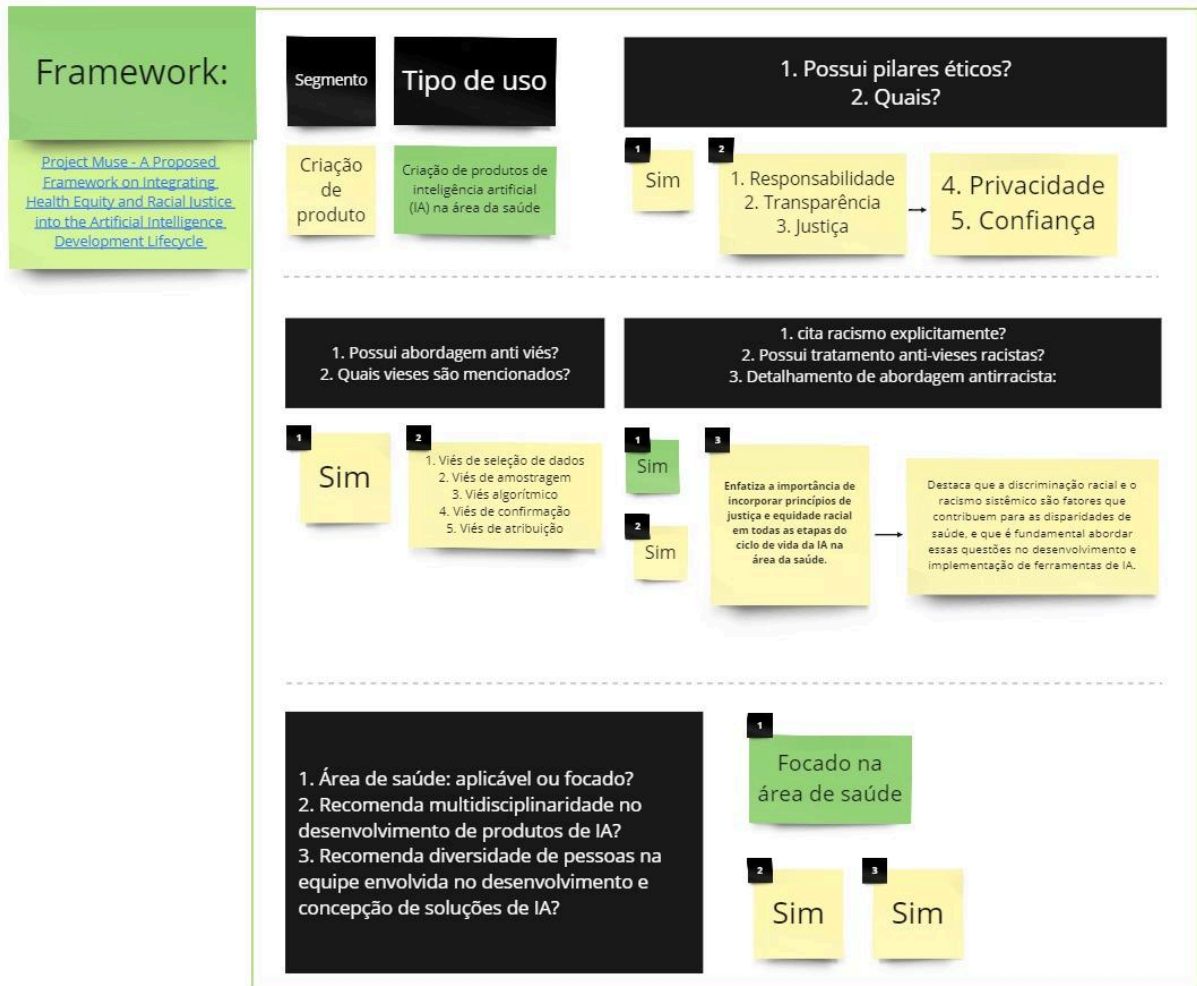 Framework:
Project Muse - A Proposed
Framework on Integrating
Health Equity and Racial Justice
into the Artificial Intelligence
Development Lifecycle
Segmento
Tipo de uso
Criação
de
produto
Criação de produtos de
inteligência artificial
(IA) na área da saúde
1. Possui pilares éticos?
2. Quais?
1
Sim
2
1. Responsabilidade
2. Transparência
3. Justiça
4. Privacidade
5. Confiança
1. Possui abordagem anti viés?
2. Quais vieses são mencionados?
1
Sim
2
1. Viés de seleção de dados
2. Viés de amostragem
3. Viés algorítmico
4. Viés de confirmação
5. Viés de atribuição
1. cita racismo explicitamente?
2. Possui tratamento anti-vieses racistas?
3. Detalhamento de abordagem antirracista:
1
Sim
2
Sim
3
Enfatiza a importância de
incorporar princípios de
justiça e equidade racial
em todas as etapas do
ciclo de vida da IA na
área da saúde.
Destaca que a discriminação racial e o
racismo sistêmico são fatores que
contribuem para as disparidades de
saúde, e que é fundamental abordar
essas questões no desenvolvimento e
implementação de ferramentas de IA.
1. Área de saúde: aplicável ou focado?
2. Recomenda multidisciplinaridade no
desenvolvimento de produtos de IA?
3. Recomenda diversidade de pessoas na
equipe envolvida no desenvolvimento e
concepção de soluções de IA?
1
Focado na
área de saúde
2
Sim
3
Sim